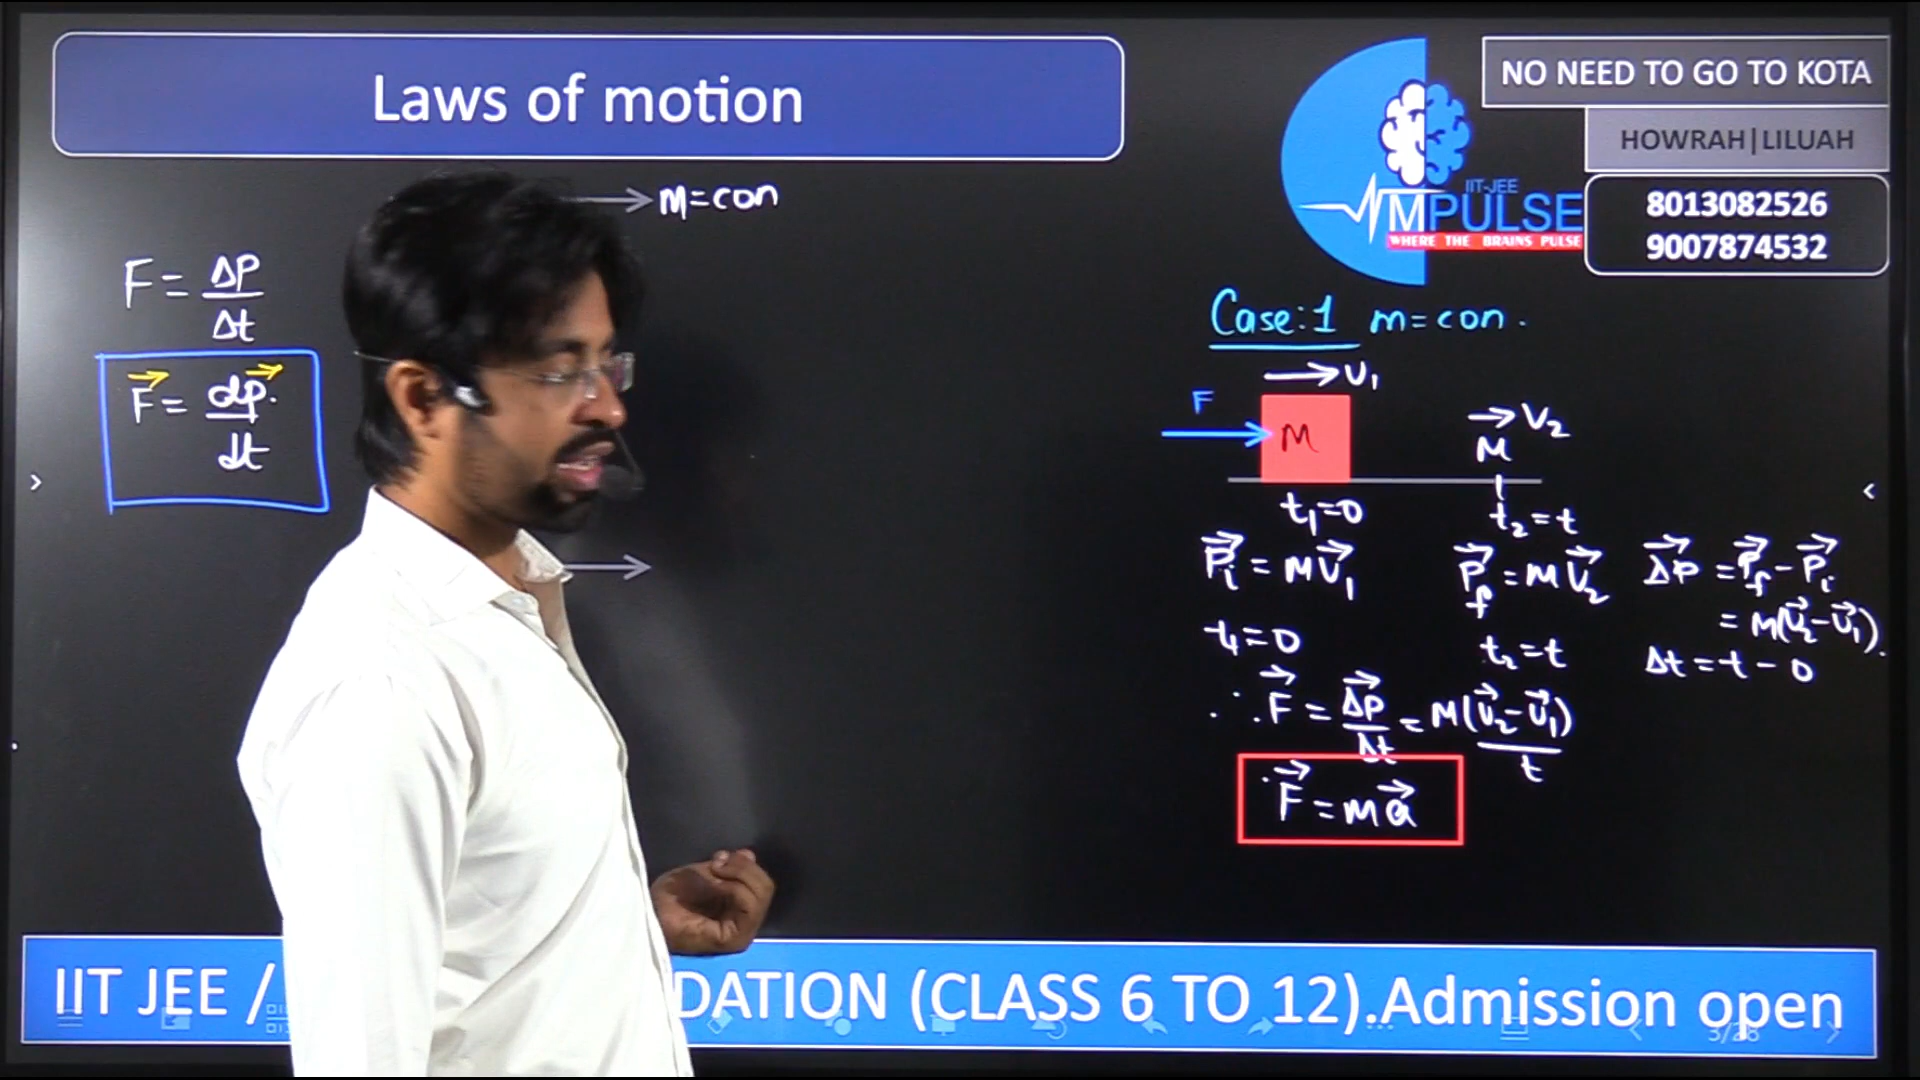 Laws of motion
NO NEED TO GO TO KOTA
HOWRAH|LILUAH
8013082526
9007874532
IIT-JEE
MPULSE
WHERE THE BRAINS PULSE
→ M=con
F = ΔP/Δt
F⃗ = dp⃗/dt
Case:1 m=con.
→ V₁
F
M
→ V₂
M
t₁=0
t₂=t
P⃗i = MV⃗₁
P⃗f = MV⃗₂
ΔP⃗ = P⃗f - P⃗i
= M(V⃗₂-V⃗₁).
t₁=0
t₂=t
Δt=t-0
∴ F⃗ = ΔP⃗/Δt = M(V⃗₂-V⃗₁)/t
F⃗ = ma⃗
IIT JEE / DATION (CLASS 6 TO 12).Admission open
3/28